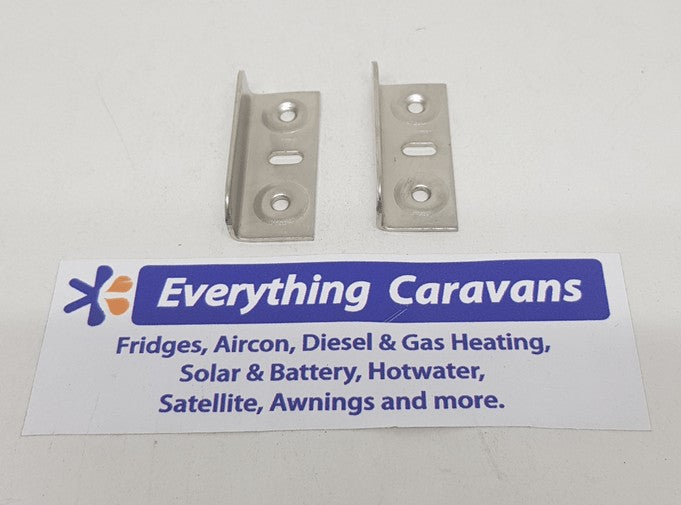 Everything Caravans
Fridges, Aircon, Diesel & Gas Heating,
Solar & Battery, Hotwater,
Satellite, Awnings and more.